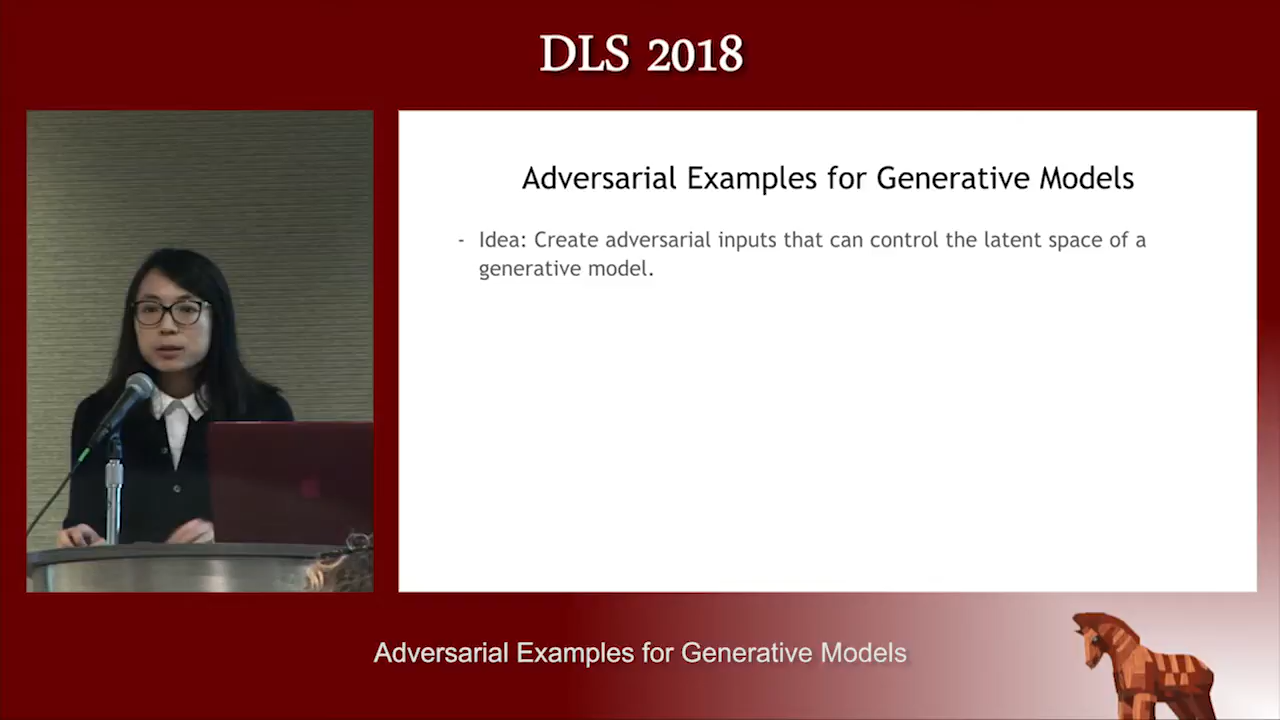 DLS 2018
Adversarial Examples for Generative Models
- Idea: Create adversarial inputs that can control the latent space of a
generative model.
Adversarial Examples for Generative Models